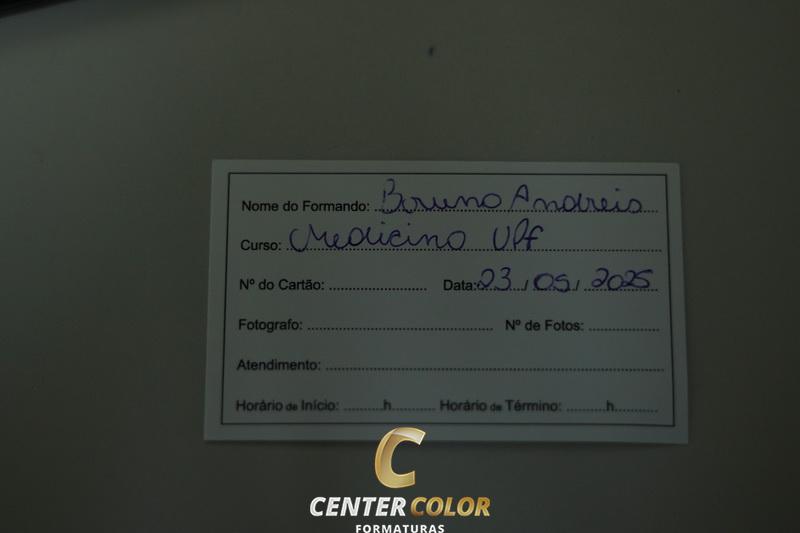 Nome do Formando: Bruno Andreis
Curso: Medicina UPf
Nº do Cartão: ........................ Data: 23 / 05 / 2025
Fotografo: ................................................ Nº de Fotos: ..................
Atendimento: ................................................................................
Horário de Início: ..........h........... Horário de Término: ..........h...........
CENTER COLOR
FORMATURAS